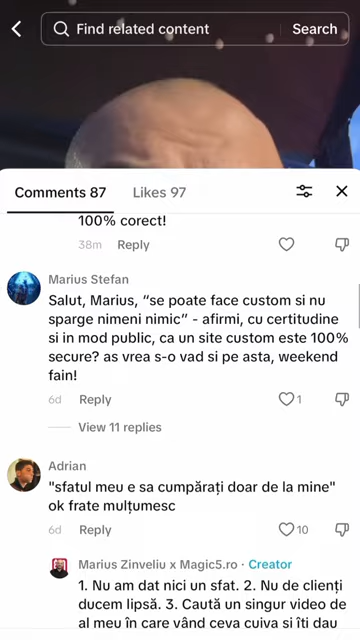 Find related content
Search
Comments 87
Likes 97
100% corect!
38m Reply
Marius Stefan
Salut, Marius, “se poate face custom si nu
sparge nimeni nimic” - afirmi, cu certitudine
si in mod public, ca un site custom este 100%
secure? as vrea s-o vad si pe asta, weekend
fain!
6d Reply 1
View 11 replies
Adrian
"sfatul meu e sa cumpărați doar de la mine"
ok frate mulțumesc
6d Reply 10
Marius Zinveliu x Magic5.ro · Creator
1. Nu am dat nici un sfat. 2. Nu de clienți
ducem lipsă. 3. Caută un singur video de
al meu în care vând ceva cuiva si îti dau